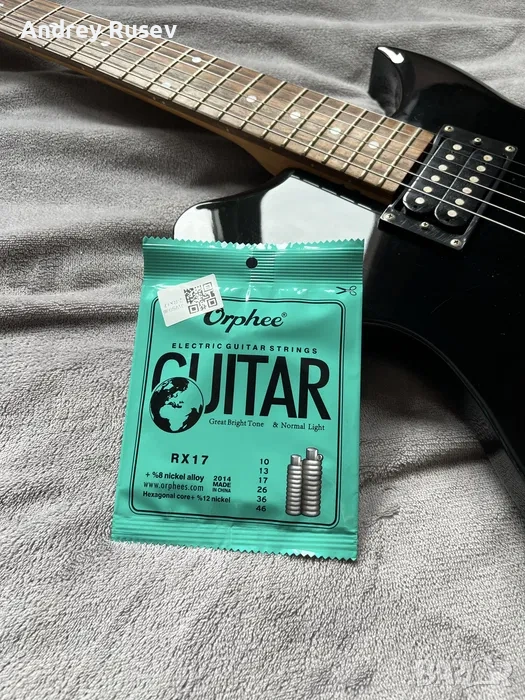 Andrey Rusev
Orphee®
ELECTRIC GUITAR STRINGS
GUITAR
Great Bright Tone & Normal Light
RX17
+ %8 nickel alloy
www.orphees.com
Hexagonal core+ %12 nickel
2014
MADE
IN CHINA
10
13
17
26
36
46